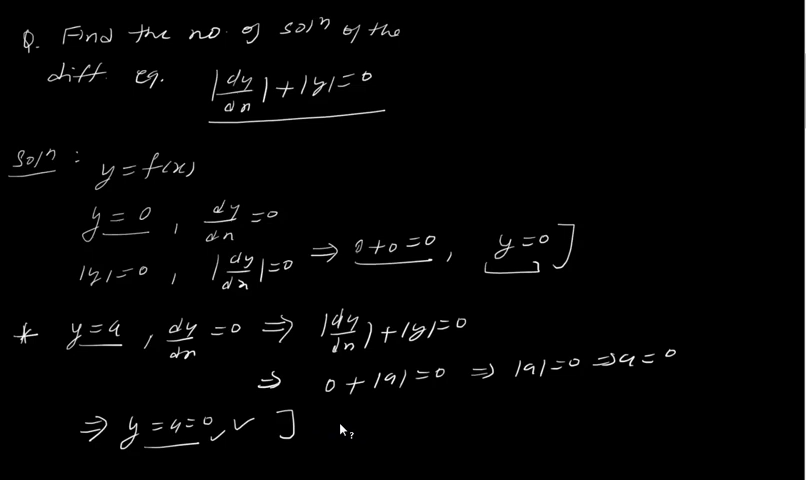 Q. Find the no. of solⁿ of the
diff. eq. |dy/dx| + |y| = 0
Solⁿ : y = f(x)
y = 0 , dy/dx = 0
|y| = 0 , |dy/dx| = 0 ⇒ 0 + 0 = 0 , y = 0 ]
* y = a , dy/dx = 0 ⇒ |dy/dx| + |y| = 0
⇒ 0 + |a| = 0 ⇒ |a| = 0 ⇒ a = 0
⇒ y = a = 0 ✓✓ ]